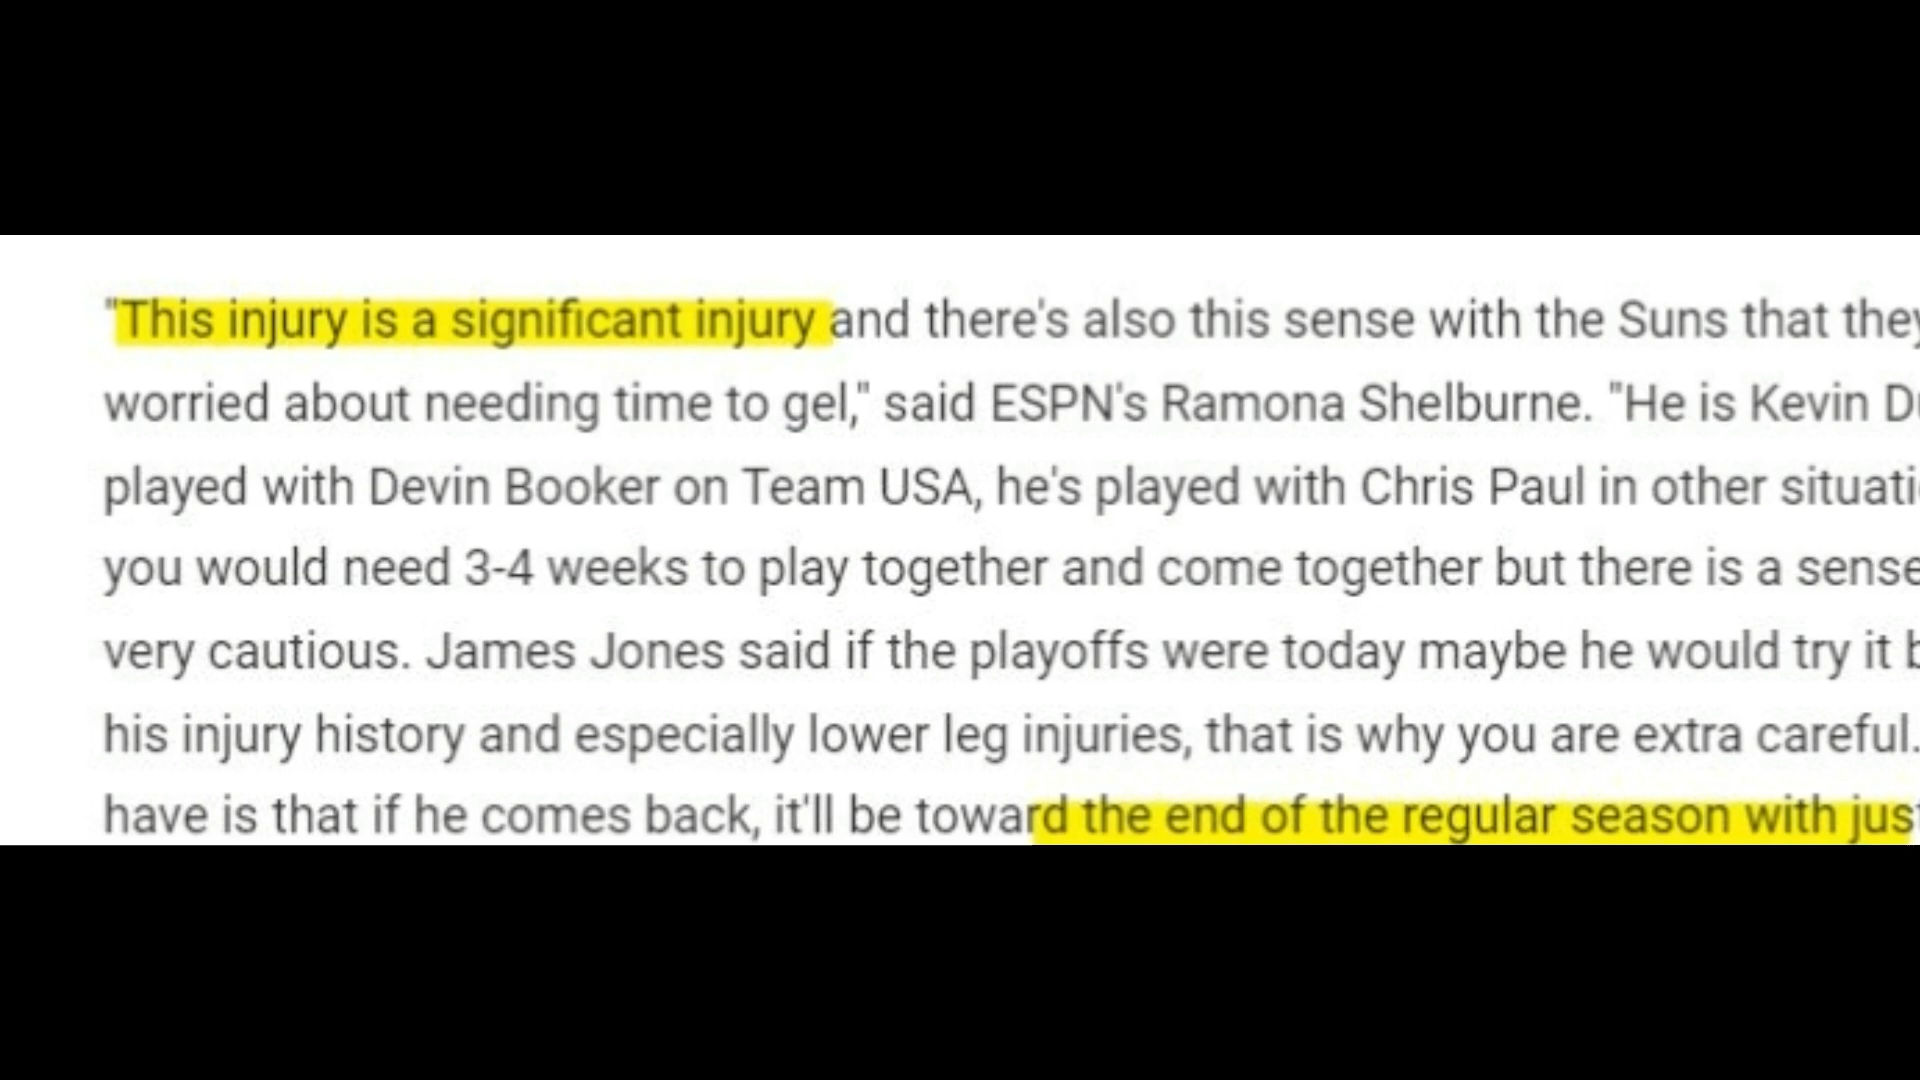 "This injury is a significant injury and there's also this sense with the Suns that they
worried about needing time to gel," said ESPN's Ramona Shelburne. "He is Kevin
played with Devin Booker on Team USA, he's played with Chris Paul in other
you would need 3-4 weeks to play together and come together but there is a sense
very cautious. James Jones said if the playoffs were today maybe he would try it
his injury history and especially lower leg injuries, that is why you are extra careful.
have is that if he comes back, it'll be toward the end of the regular season with